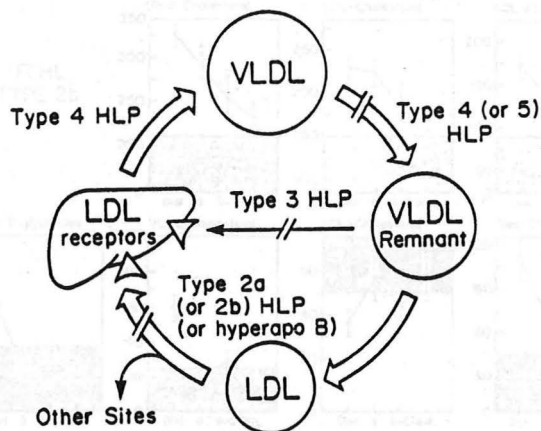 VLDL
Type 4 HLP
Type 4 (or 5)
HLP
LDL
receptors
Type 3 HLP
VLDL
Remnant
Type 2a
(or 2b) HLP
(or hyperapo B)
LDL
Other Sites